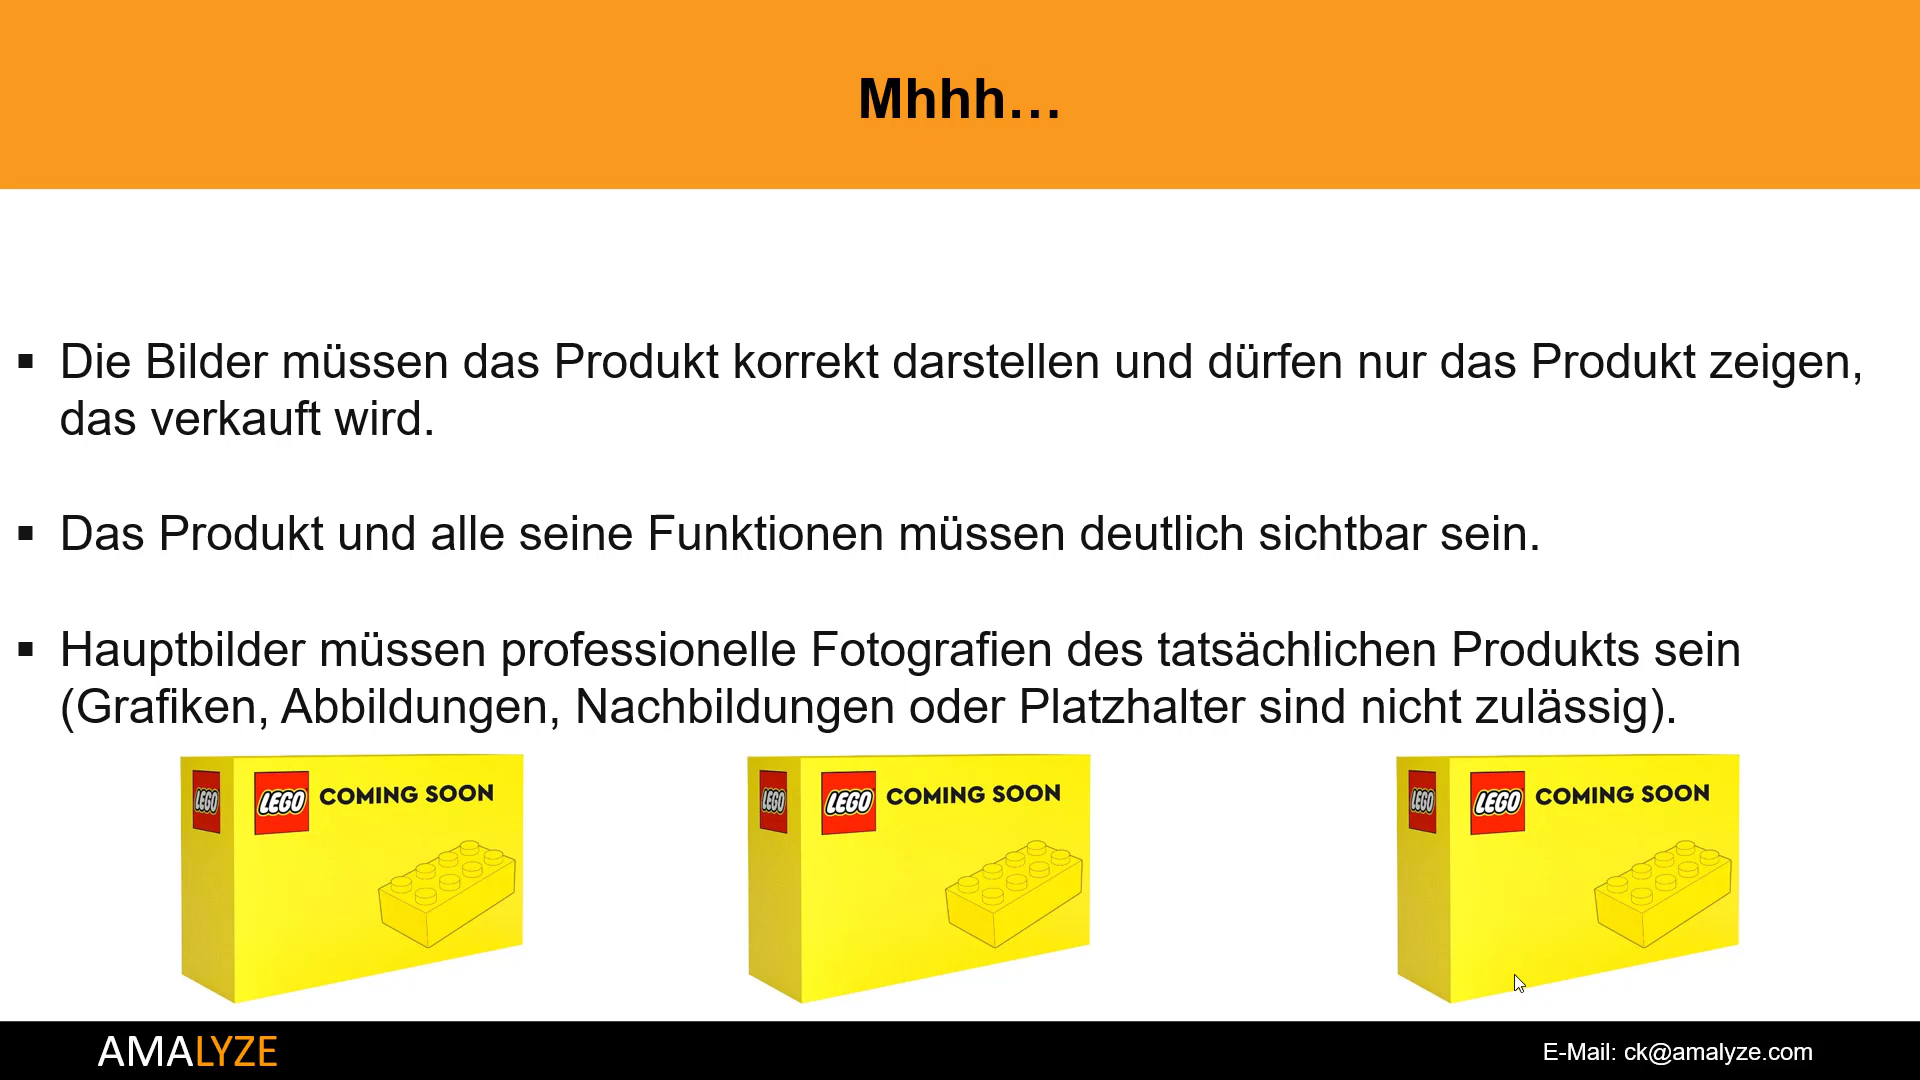 Mhhh…
▪ Die Bilder müssen das Produkt korrekt darstellen und dürfen nur das Produkt zeigen,
das verkauft wird.
▪ Das Produkt und alle seine Funktionen müssen deutlich sichtbar sein.
▪ Hauptbilder müssen professionelle Fotografien des tatsächlichen Produkts sein
(Grafiken, Abbildungen, Nachbildungen oder Platzhalter sind nicht zulässig).
LEGO LEGO COMING SOON
LEGO LEGO COMING SOON
LEGO LEGO COMING SOON
AMALYZE
E-Mail: ck@amalyze.com